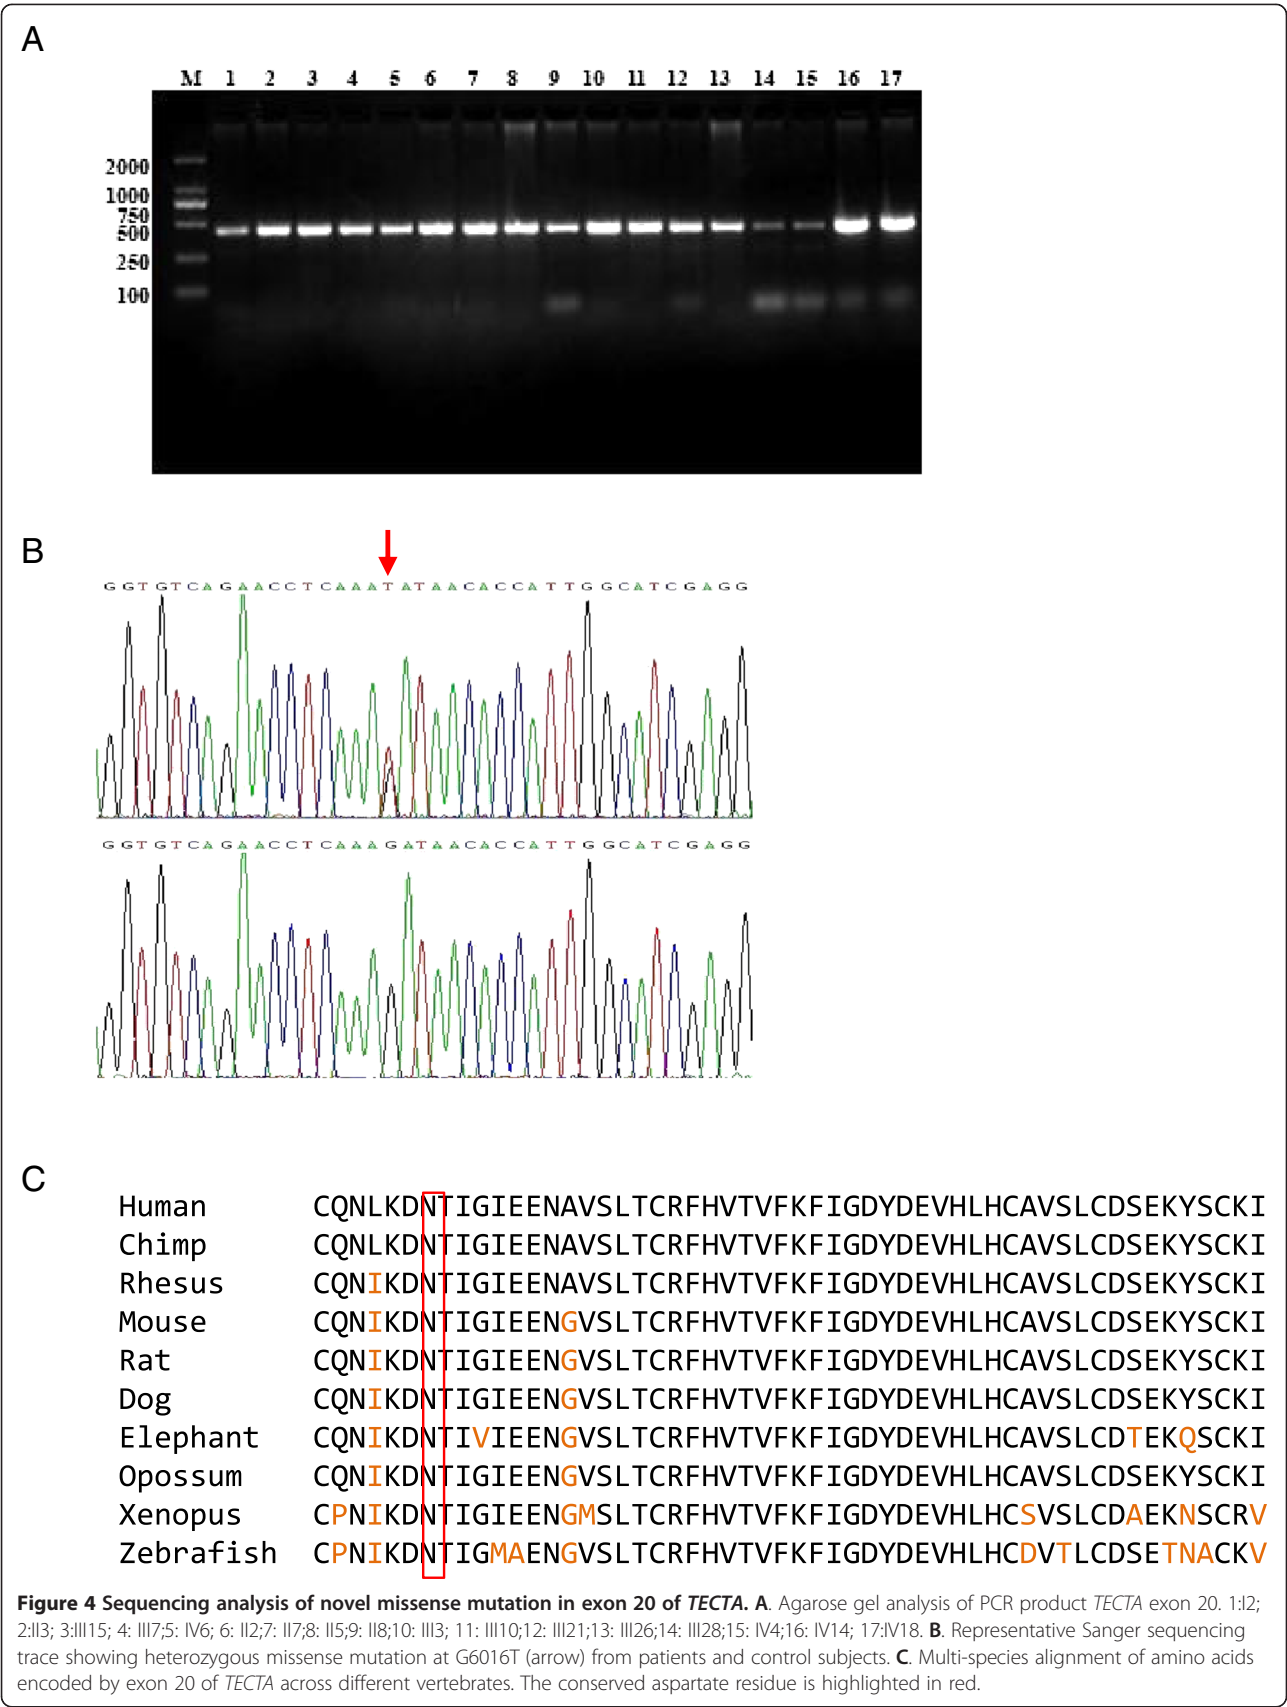 A
M 1 2 3 4 5 6 7 8 9 10 11 12 13 14 15 16 17
2000
1000
750
500
250
100
B
G G T G T C A G A A C C T C A A A T A T A A C A C C A T T G G C A T C G A G G
G G T G T C A G A A C C T C A A A G A T A A C A C C A T T G G C A T C G A G G
C
Human CQNLKDNTIGIEENAVSLTCRFHVTVFKFIGDYDEVHLHCAVSLCDSEKYSCKI
Chimp CQNLKDNTIGIEENAVSLTCRFHVTVFKFIGDYDEVHLHCAVSLCDSEKYSCKI
Rhesus CQNIKDNTIGIEENAVSLTCRFHVTVFKFIGDYDEVHLHCAVSLCDSEKYSCKI
Mouse CQNIKDNTIGIEENGVSLTCRFHVTVFKFIGDYDEVHLHCAVSLCDSEKYSCKI
Rat CQNIKDNTIGIEENGVSLTCRFHVTVFKFIGDYDEVHLHCAVSLCDSEKYSCKI
Dog CQNIKDNTIGIEENGVSLTCRFHVTVFKFIGDYDEVHLHCAVSLCDSEKYSCKI
Elephant CQNIKDNTIVIEENGVSLTCRFHVTVFKFIGDYDEVHLHCAVSLCDTEKQSCKI
Opossum CQNIKDNTIGIEENGVSLTCRFHVTVFKFIGDYDEVHLHCAVSLCDSEKYSCKI
Xenopus CPNIKDNTIGIEENGMSLTCRFHVTVFKFIGDYDEVHLHCSVSLCDAEKNSCRV
Zebrafish CPNIKDNTIGMAENGVSLTCRFHVTVFKFIGDYDEVHLHCDVTLCDSETNACKV
Figure 4 Sequencing analysis of novel missense mutation in exon 20 of TECTA. A. Agarose gel analysis of PCR product TECTA exon 20. 1:I2;
2:II3; 3:III15; 4: III7;5: IV6; 6: II2;7: II7;8: II5;9: II8;10: III3; 11: III10;12: III21;13: III26;14: III28;15: IV4;16: IV14; 17:IV18. B. Representative Sanger sequencing
trace showing heterozygous missense mutation at G6016T (arrow) from patients and control subjects. C. Multi-species alignment of amino acids
encoded by exon 20 of TECTA across different vertebrates. The conserved aspartate residue is highlighted in red.